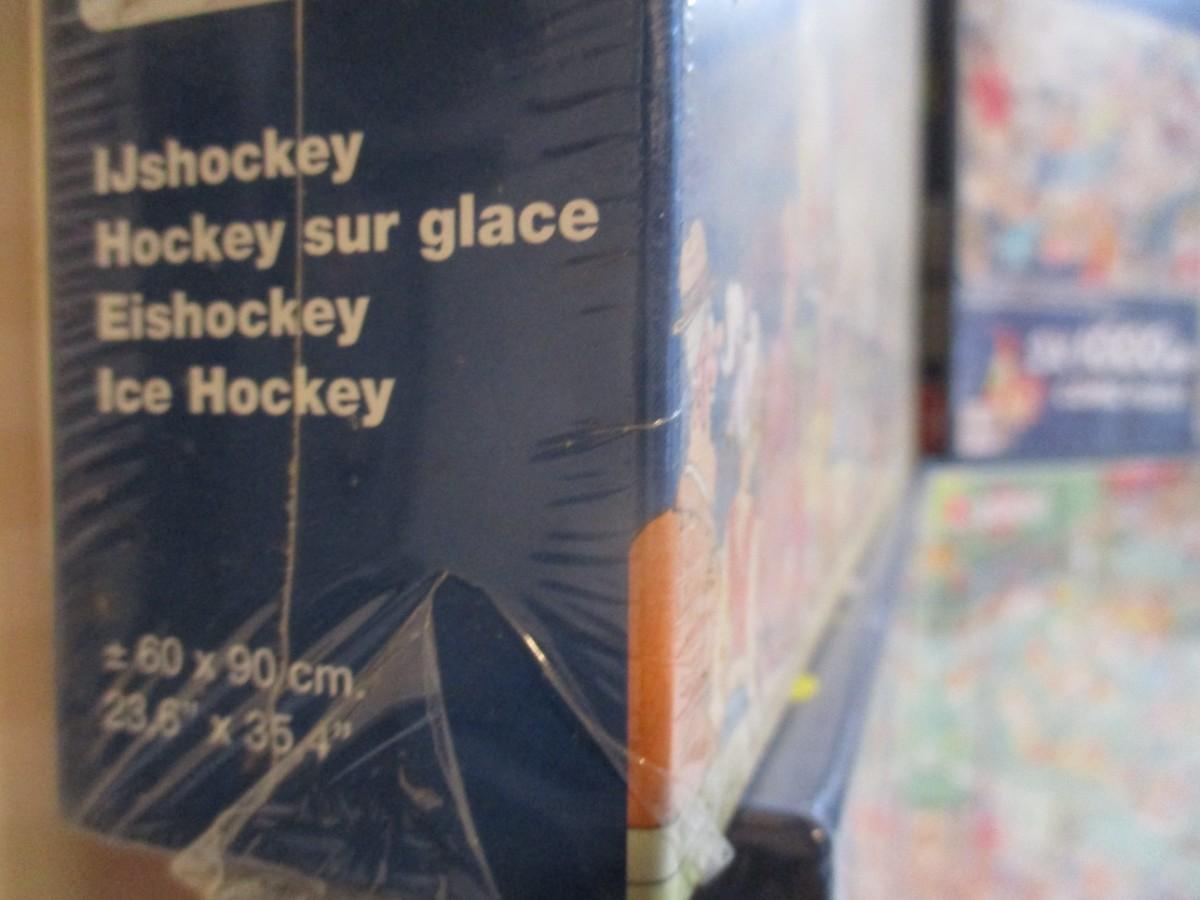 IJshockey
Hockey sur glace
Eishockey
Ice Hockey
± 60 x 90 cm.
23,6" x 35,4"